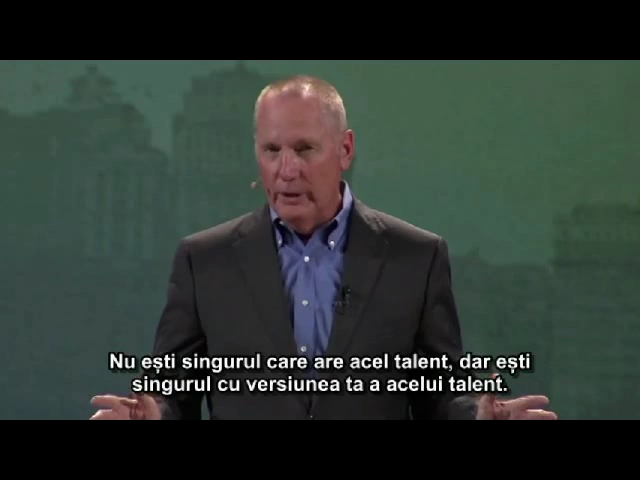 Nu ești singurul care are acel talent, dar ești
singurul cu versiunea ta a acelui talent.